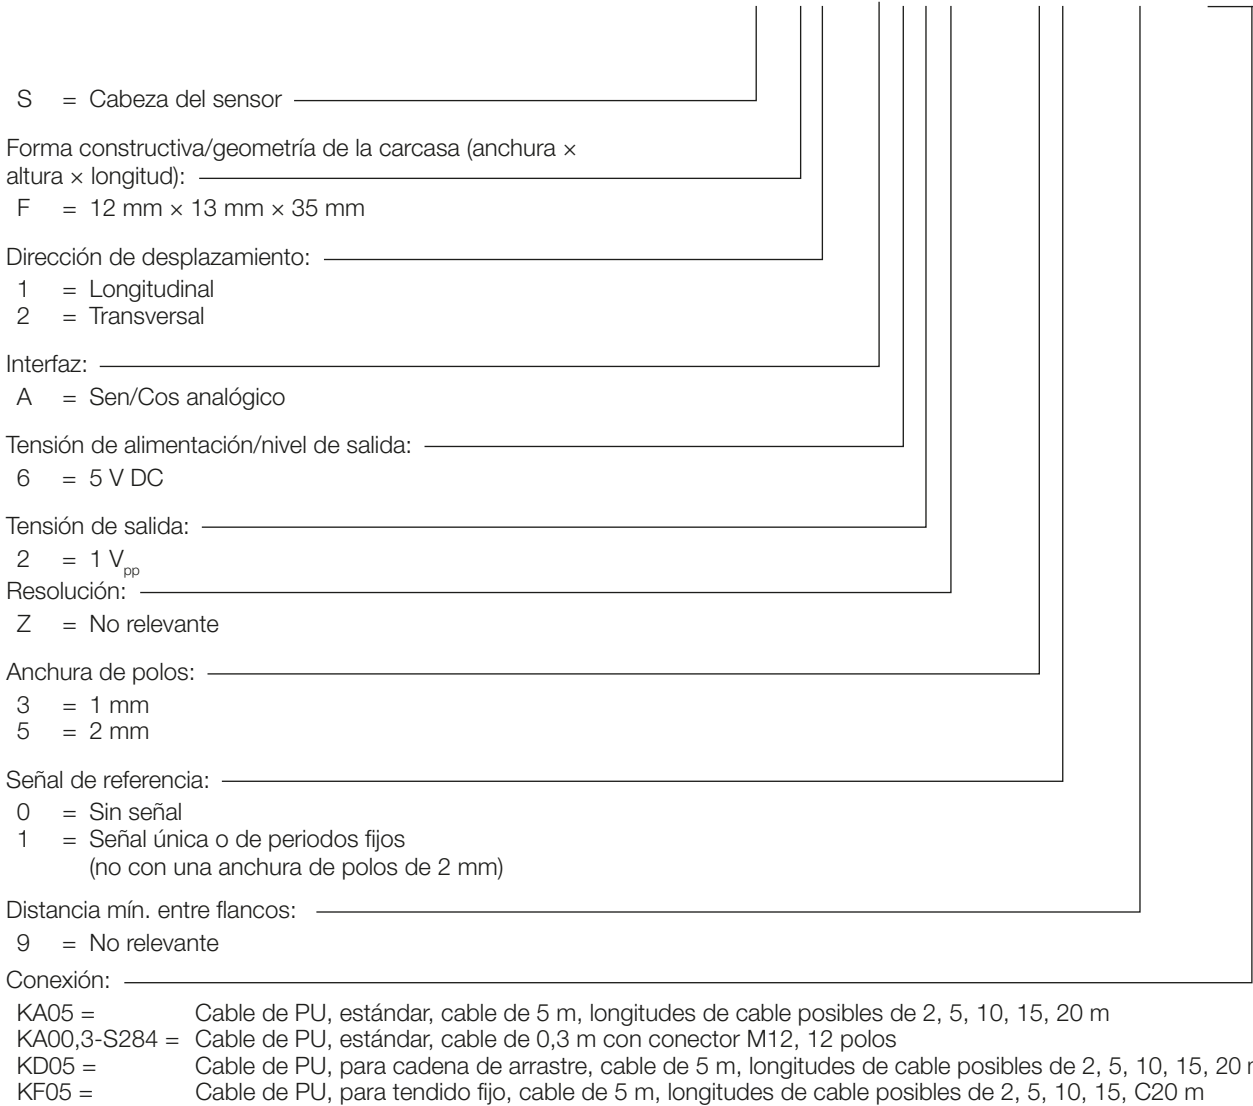 S = Cabeza del sensor
Forma constructiva/geometría de la carcasa (anchura ×
altura × longitud):
F = 12 mm × 13 mm × 35 mm
Dirección de desplazamiento:
1 = Longitudinal
2 = Transversal
Interfaz:
A = Sen/Cos analógico
Tensión de alimentación/nivel de salida:
6 = 5 V DC
Tensión de salida:
2 = 1 Vpp
Resolución:
Z = No relevante
Anchura de polos:
3 = 1 mm
5 = 2 mm
Señal de referencia:
0 = Sin señal
1 = Señal única o de periodos fijos
(no con una anchura de polos de 2 mm)
Distancia mín. entre flancos:
9 = No relevante
Conexión:
KA05 = Cable de PU, estándar, cable de 5 m, longitudes de cable posibles de 2, 5, 10, 15, 20 m
KA00,3-S284 = Cable de PU, estándar, cable de 0,3 m con conector M12, 12 polos
KD05 = Cable de PU, para cadena de arrastre, cable de 5 m, longitudes de cable posibles de 2, 5, 10, 15, 20
KF05 = Cable de PU, para tendido fijo, cable de 5 m, longitudes de cable posibles de 2, 5, 10, 15, C20 m